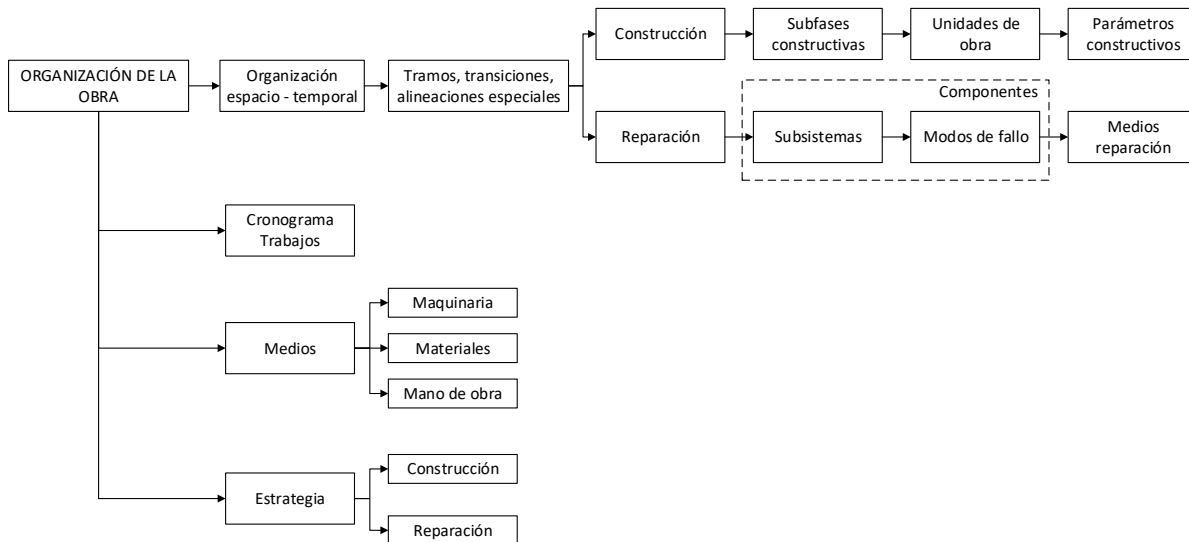 Construcción
Subfases
constructivas
Unidades de
obra
Parámetros
constructivos
ORGANIZACIÓN DE LA
OBRA
Organización
espacio - temporal
Tramos, transiciones,
alineaciones especiales
Componentes
Reparación
Subsistemas
Modos de fallo
Medios
reparación
Cronograma
Trabajos
Medios
Maquinaria
Materiales
Mano de obra
Estrategia
Construcción
Reparación